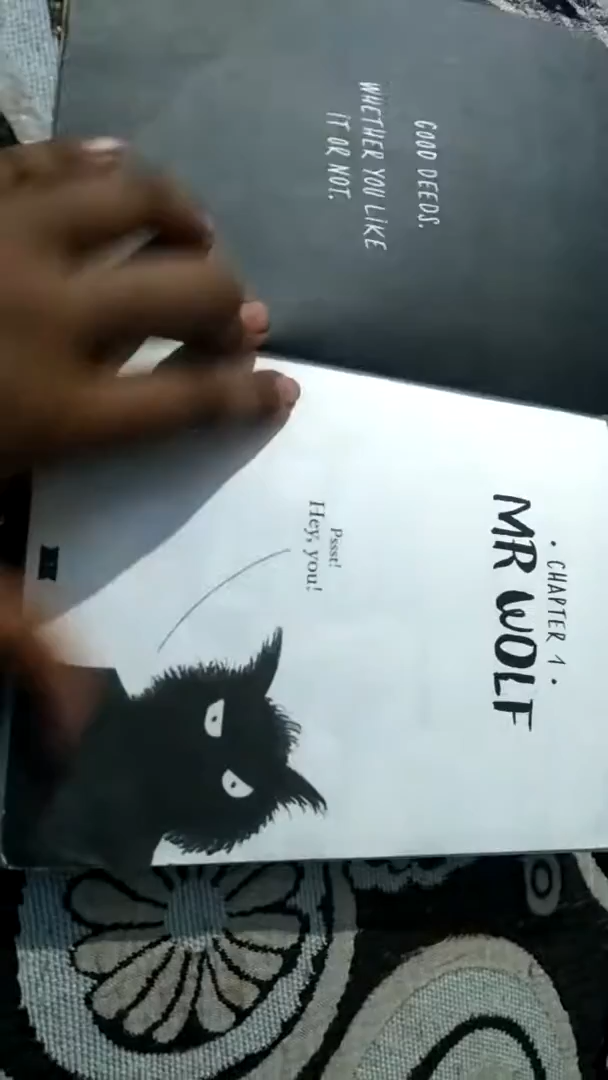 GOOD DEEDS.
WHETHER YOU LIKE
IT OR NOT.
• CHAPTER 1 •
MR WOLF
Pssst!
Hey, you!